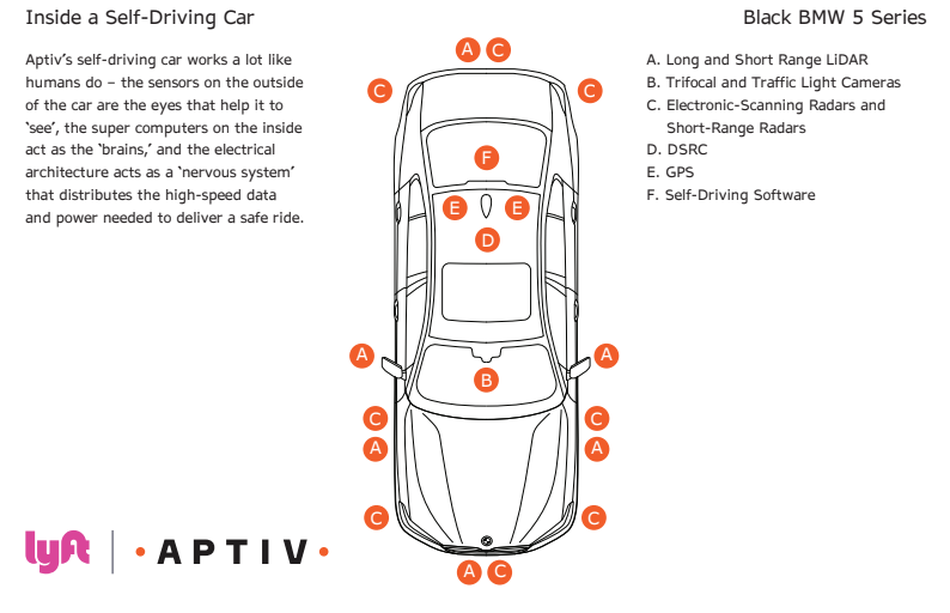 Inside a Self-Driving Car
Aptiv's self-driving car works a lot like
humans do – the sensors on the outside
of the car are the eyes that help it to
‘see’, the super computers on the inside
act as the ‘brains,’ and the electrical
architecture acts as a ‘nervous system’
that distributes the high-speed data
and power needed to deliver a safe ride.
Black BMW 5 Series
A. Long and Short Range LiDAR
B. Trifocal and Traffic Light Cameras
C. Electronic-Scanning Radars and
Short-Range Radars
D. DSRC
E. GPS
F. Self-Driving Software
A C
C C
F
E E
D
A A
B
C C
A A
C C
A C
lyft • APTIV •